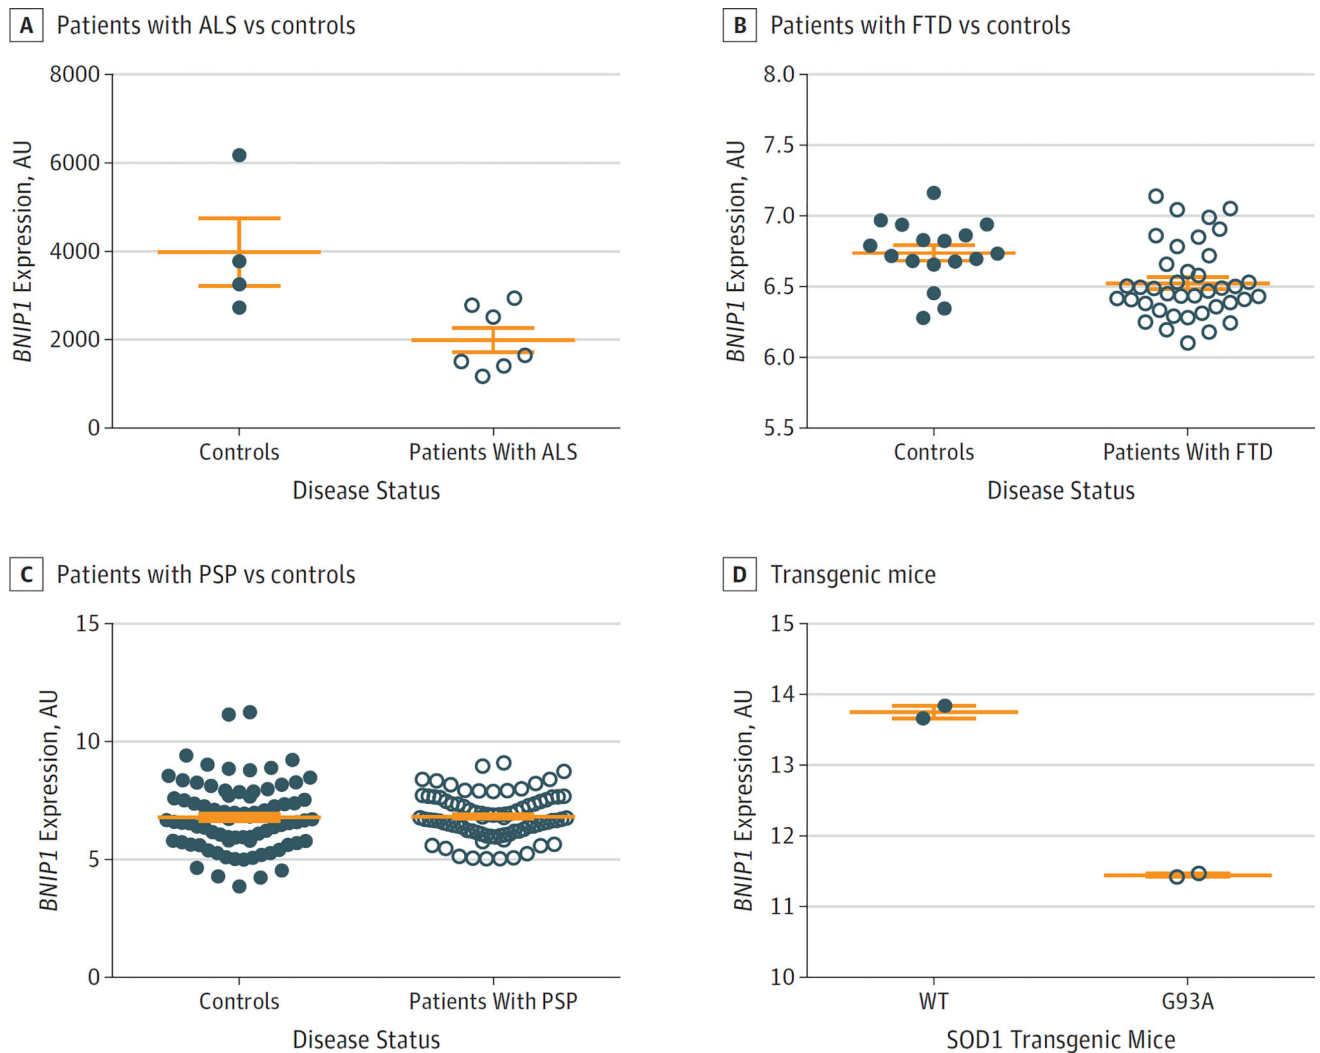 A Patients with ALS vs controls
8000
6000
4000
2000
0
BNIP1 Expression, AU
Controls
Patients With ALS
Disease Status
B Patients with FTD vs controls
8.0
7.5
7.0
6.5
6.0
5.5
BNIP1 Expression, AU
Controls
Patients With FTD
Disease Status
C Patients with PSP vs controls
15
10
5
0
BNIP1 Expression, AU
Controls
Patients With PSP
Disease Status
D Transgenic mice
15
14
13
12
11
10
BNIP1 Expression, AU
WT
G93A
SOD1 Transgenic Mice